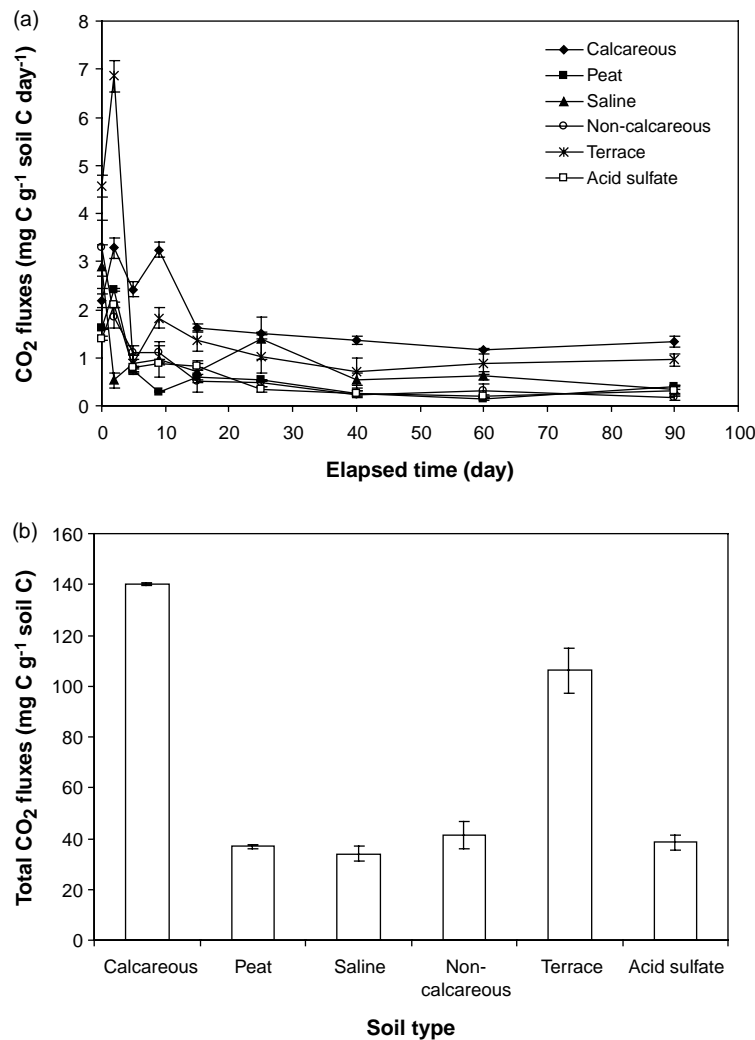 (a)
8
7
6
5
4
3
2
1
0
CO₂ fluxes (mg C g⁻¹ soil C day⁻¹)
Calcareous
Peat
Saline
Non-calcareous
Terrace
Acid sulfate
0 10 20 30 40 50 60 70 80 90 100
Elapsed time (day)
(b)
160
140
120
100
80
60
40
20
0
Total CO₂ fluxes (mg C g⁻¹ soil C)
Calcareous Peat Saline Non- Terrace Acid sulfate
calcareous
Soil type